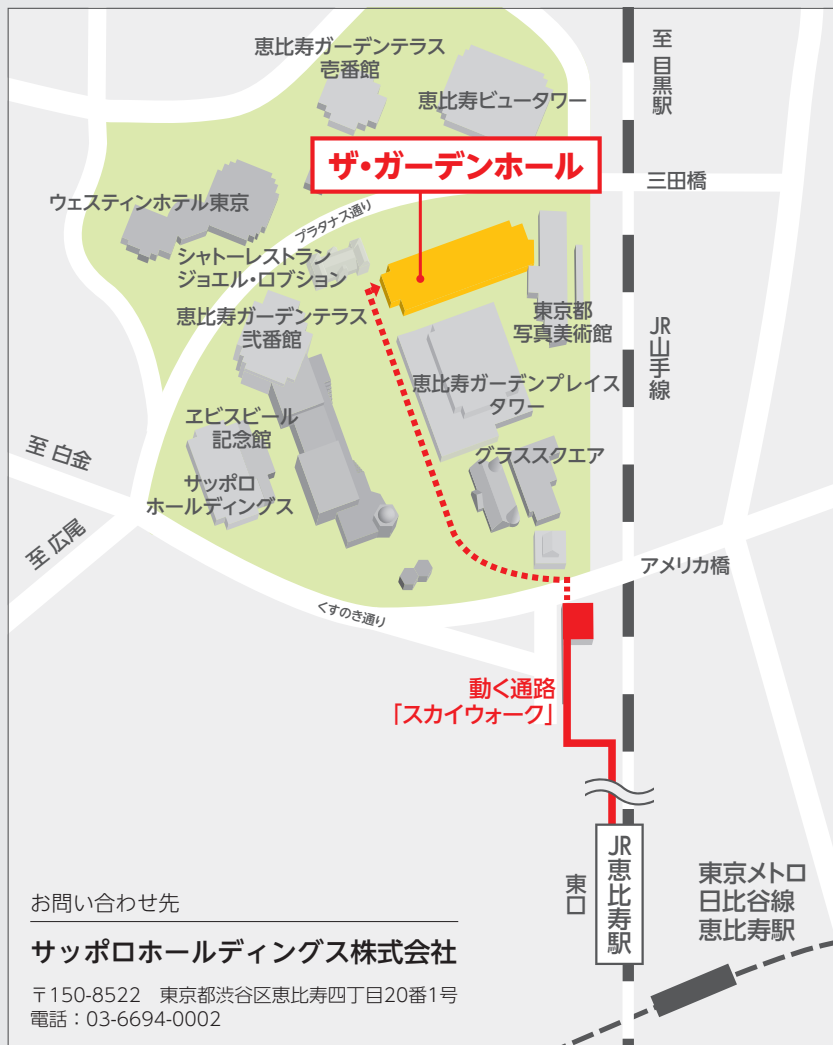 恵比寿ガーデンテラス
壱番館
恵比寿ビュータワー
至 目黒駅
ザ・ガーデンホール
三田橋
ウェスティンホテル東京
プラタナス通り
シャトーレストラン
ジョエル・ロブション
東京都
写真美術館
恵比寿ガーデンテラス
弐番館
JR山手線
恵比寿ガーデンプレイス
タワー
ヱビスビール
記念館
至 白金
グラススクエア
サッポロ
ホールディングス
至 広尾
アメリカ橋
くすのき通り
動く通路
「スカイウォーク」
JR恵比寿駅
東口
東京メトロ
日比谷線
恵比寿駅
お問い合わせ先
サッポロホールディングス株式会社
〒150-8522　東京都渋谷区恵比寿四丁目20番1号
電話：03-6694-0002